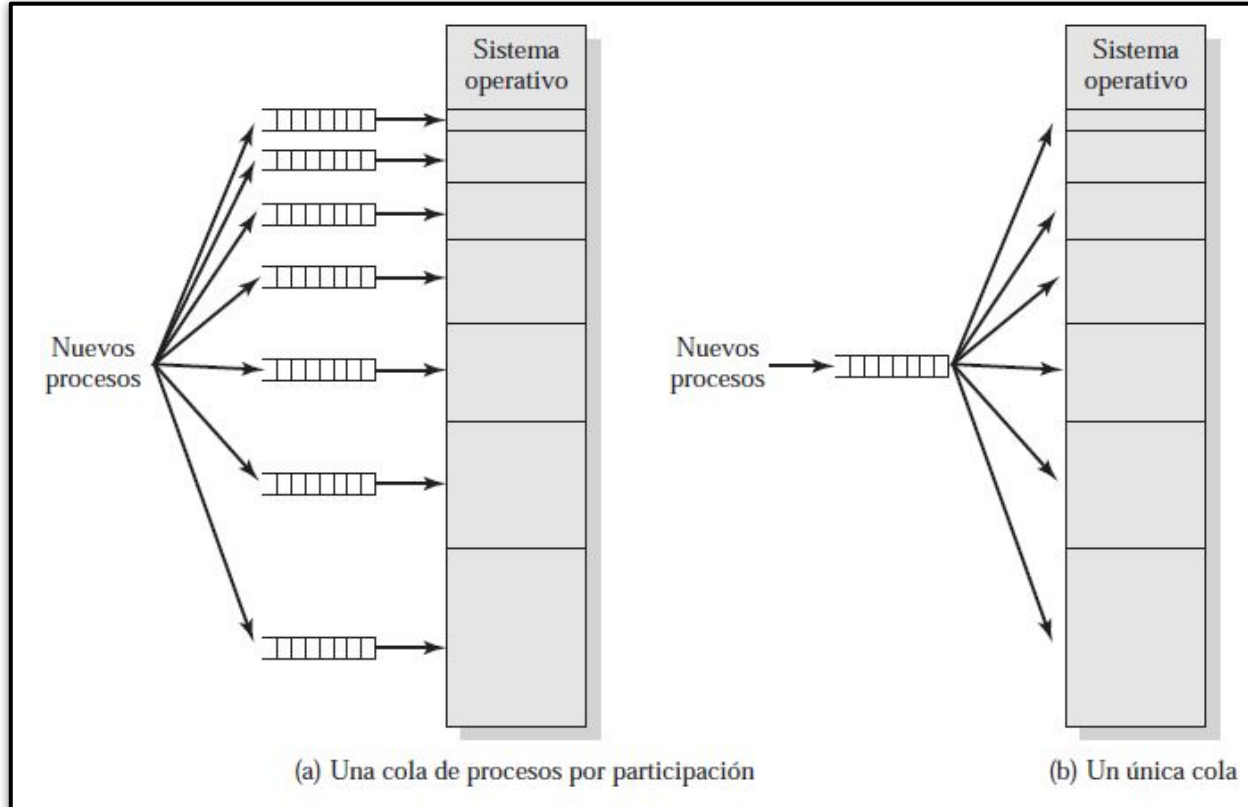 Sistema
operativo
Nuevos
procesos
(a) Una cola de procesos por participación
Sistema
operativo
Nuevos
procesos
(b) Un única cola